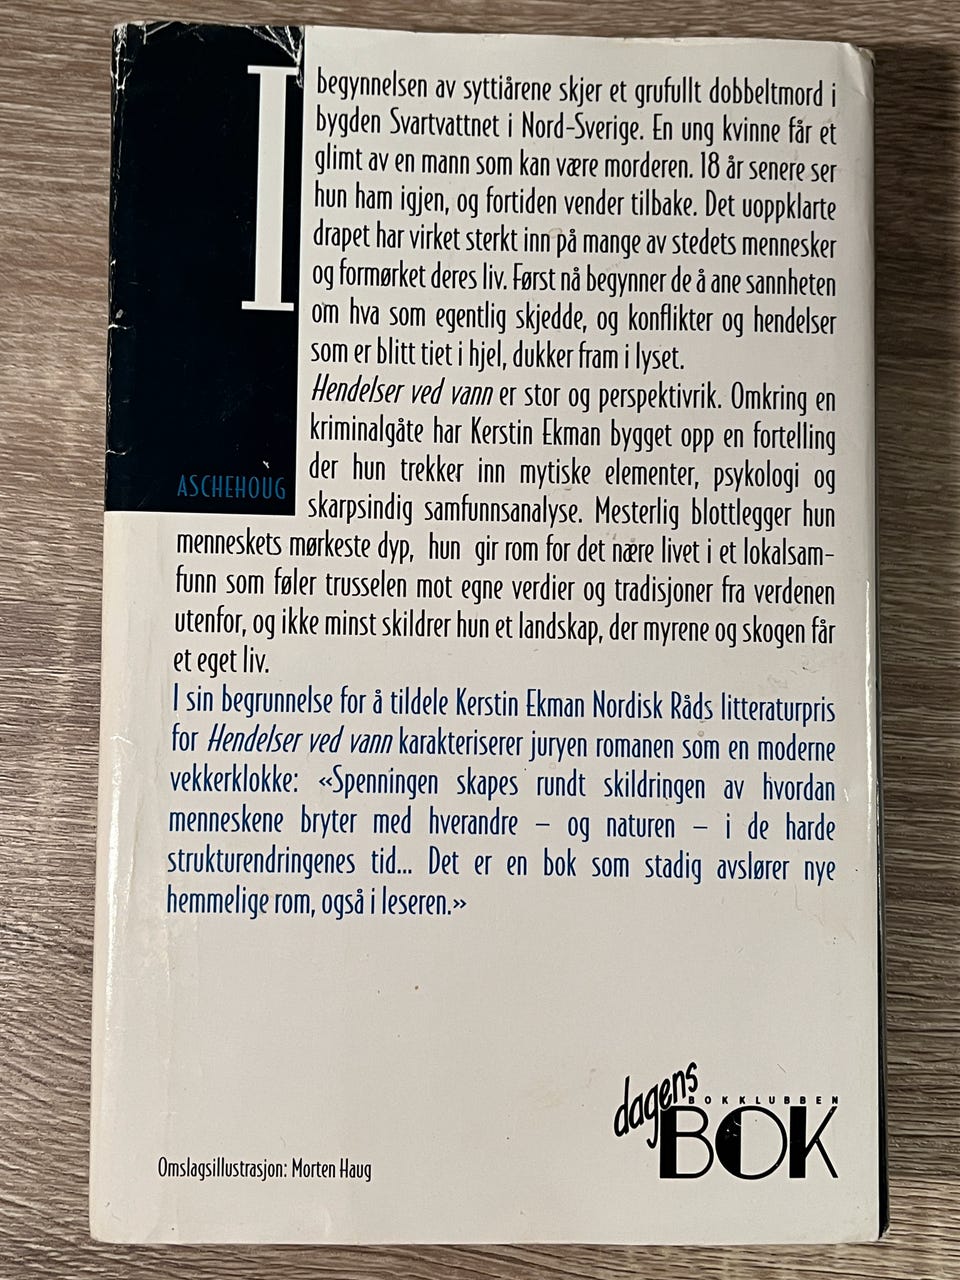 I begynnelsen av syttiårene skjer et grufullt dobbeltmord i
bygden Svartvattnet i Nord-Sverige. En ung kvinne får et
glimt av en mann som kan være morderen. 18 år senere ser
hun ham igjen, og fortiden vender tilbake. Det uoppklarte
drapet har virket sterkt inn på mange av stedets mennesker
og formørket deres liv. Først nå begynner de å ane sannheten
om hva som egentlig skjedde, og konflikter og hendelser
som er blitt tiet i hjel, dukker fram i lyset.
Hendelser ved vann er stor og perspektivrik. Omkring en
kriminalgåte har Kerstin Ekman bygget opp en fortelling
der hun trekker inn mytiske elementer, psykologi og
skarpsindig samfunnsanalyse. Mesterlig blottlegger hun
menneskets mørkeste dyp, hun gir rom for det nære livet i et lokalsam-
funn som føler trusselen mot egne verdier og tradisjoner fra verdenen
utenfor, og ikke minst skildrer hun et landskap, der myrene og skogen får
et eget liv.
I sin begrunnelse for å tildele Kerstin Ekman Nordisk Råds litteraturpris
for Hendelser ved vann karakteriserer juryen romanen som en moderne
vekkerklokke: «Spenningen skapes rundt skildringen av hvordan
menneskene bryter med hverandre – og naturen – i de harde
strukturendringenes tid... Det er en bok som stadig avslører nye
hemmelige rom, også i leseren.»
ASCHEHOUG
dagens
BOKKLUBBEN
BOK
Omslagsillustrasjon: Morten Haug